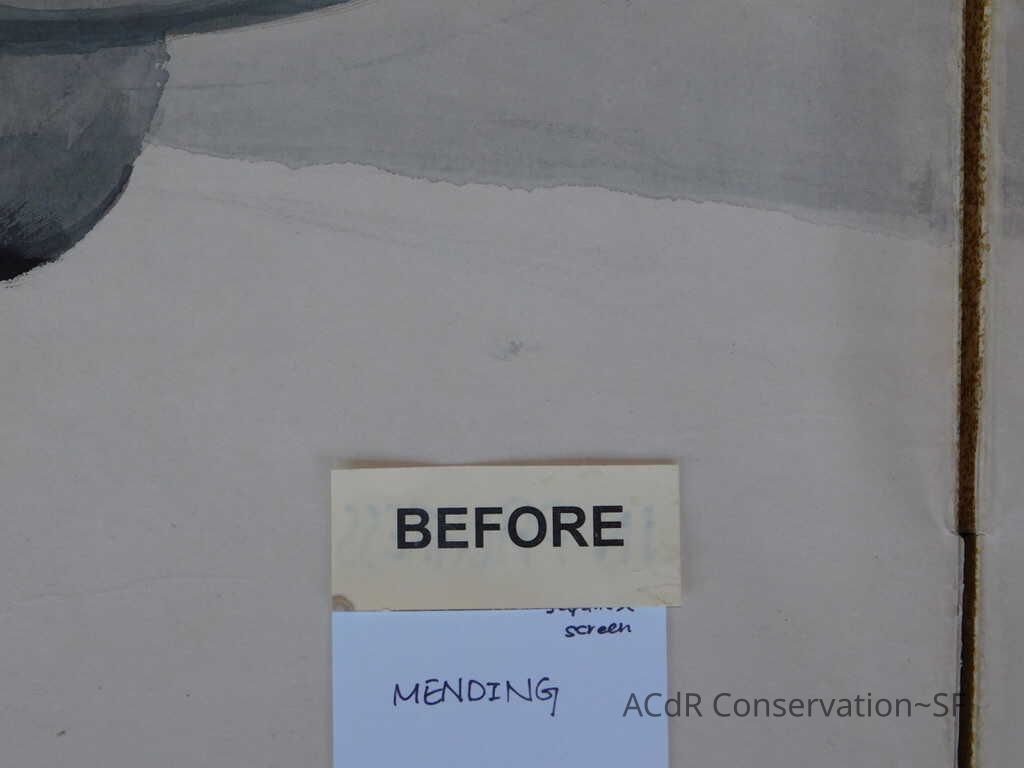 BEFORE
screen
MENDING
ACdR Conservation~SF